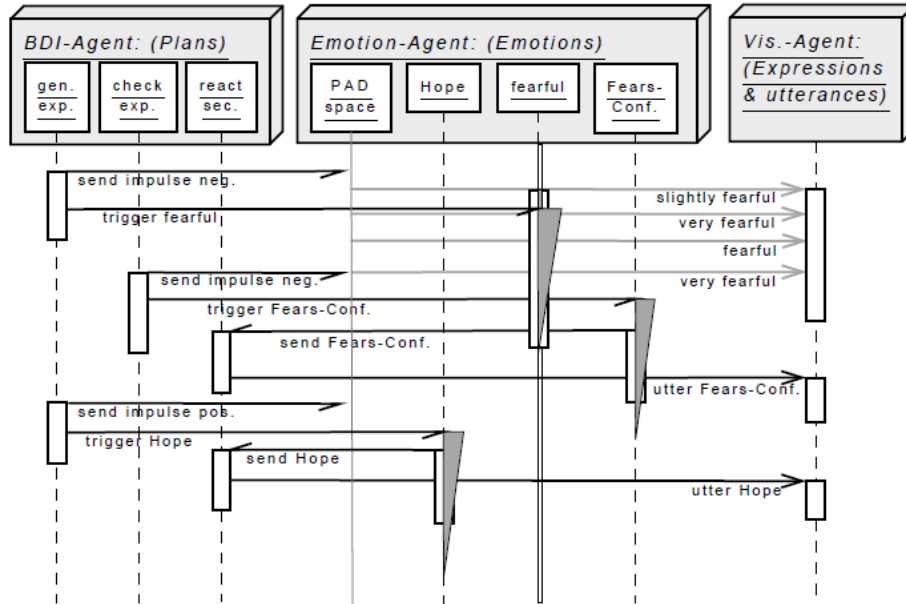 BDI-Agent: (Plans)
gen.
exp.
check
exp.
react
sec.
Emotion-Agent: (Emotions)
PAD
space
Hope
fearful
Fears-
Conf.
Vis.-Agent:
(Expressions
& utterances)
send impulse neg.
slightly fearful
trigger fearful
very fearful
fearful
send impulse neg.
very fearful
trigger Fears-Conf.
send Fears-Conf.
utter Fears-Conf.
send impulse pos.
trigger Hope
send Hope
utter Hope